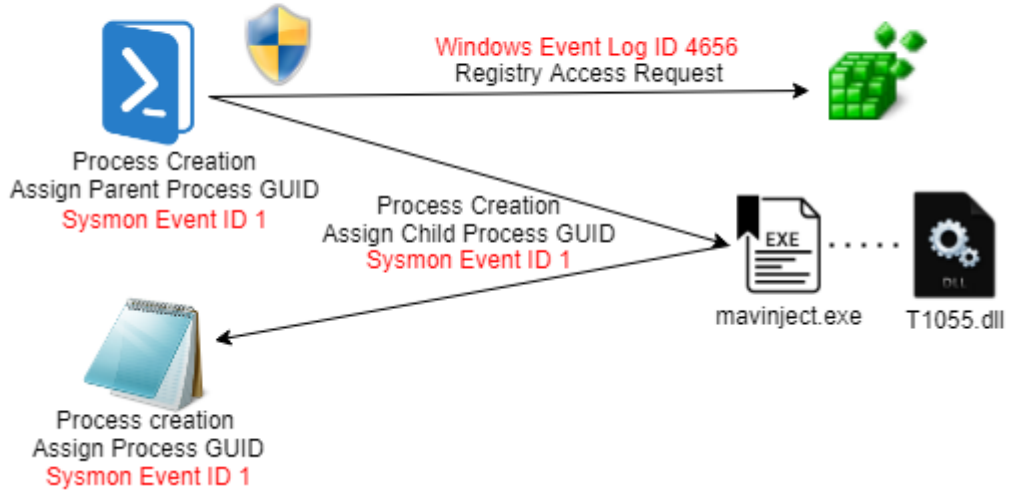 Windows Event Log ID 4656
Registry Access Request
Process Creation
Assign Parent Process GUID
Sysmon Event ID 1
Process Creation
Assign Child Process GUID
Sysmon Event ID 1
EXE
DLL
mavinject.exe
T1055.dll
Process creation
Assign Process GUID
Sysmon Event ID 1